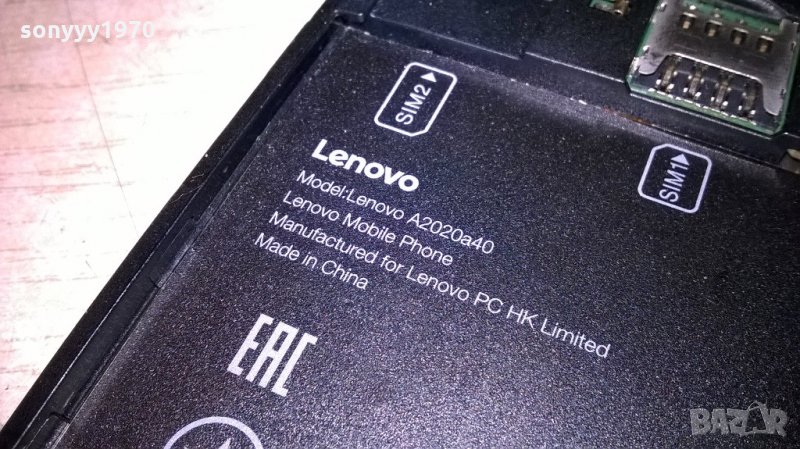 sonyyy1970
SIM2
SIM1
Lenovo
Model:Lenovo A2020a40
Lenovo Mobile Phone
Manufactured for Lenovo PC HK Limited
Made in China
EAC
BAZAR